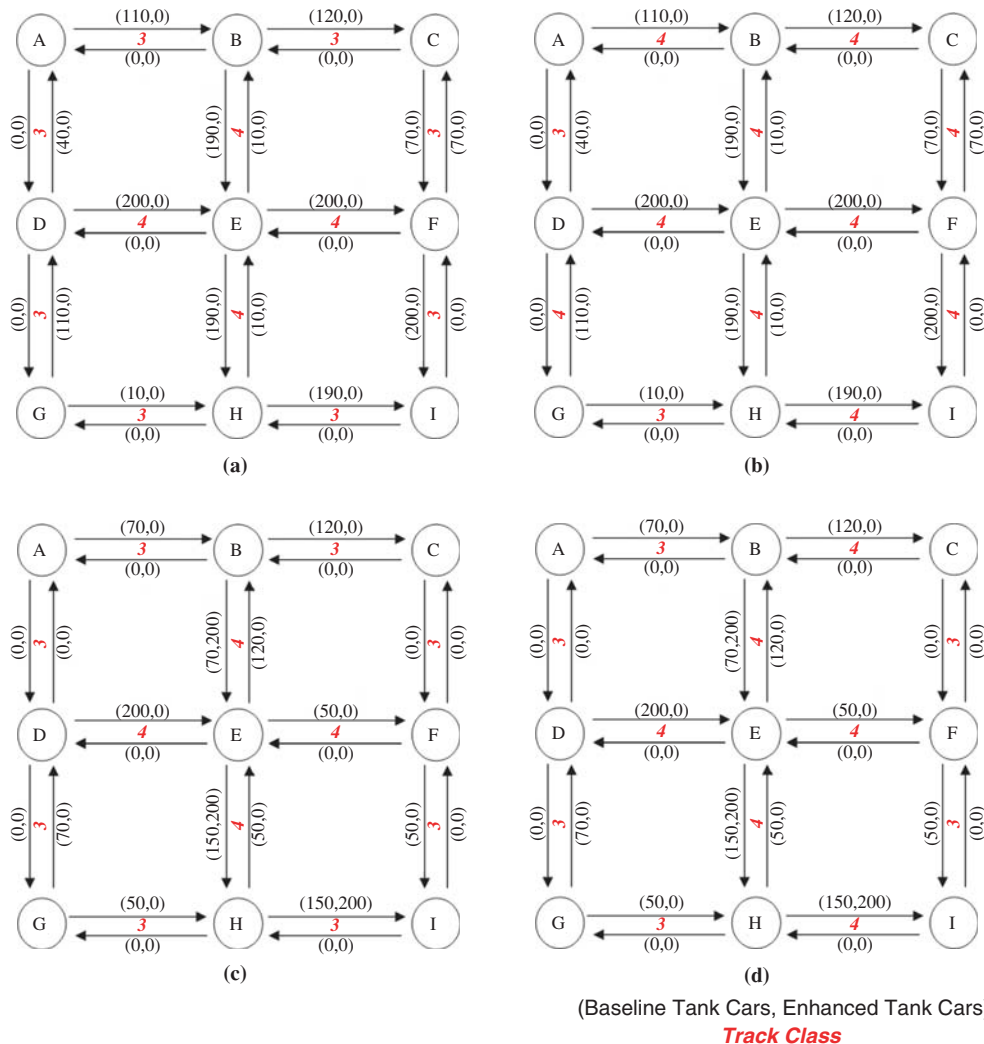 (110,0) (120,0)
A 3 B 3 C
(0,0) (0,0)
(0,0) 3 (40,0) (190,0) 4 (10,0) (70,0) 3 (70,0)
(200,0) (200,0)
D 4 E 4 F
(0,0) (0,0)
(0,0) 3 (110,0) (190,0) 4 (10,0) (200,0) 3 (0,0)
(10,0) (190,0)
G 3 H 3 I
(0,0) (0,0)
(a)
(110,0) (120,0)
A 4 B 4 C
(0,0) (0,0)
(0,0) 3 (40,0) (190,0) 4 (10,0) (70,0) 4 (70,0)
(200,0) (200,0)
D 4 E 4 F
(0,0) (0,0)
(0,0) 4 (110,0) (190,0) 4 (10,0) (200,0) 4 (0,0)
(10,0) (190,0)
G 3 H 4 I
(0,0) (0,0)
(b)
(70,0) (120,0)
A 3 B 3 C
(0,0) (0,0)
(0,0) 3 (0,0) (70,200) 4 (120,0) (0,0) 3 (0,0)
(200,0) (50,0)
D 4 E 4 F
(0,0) (0,0)
(0,0) 3 (70,0) (150,200) 4 (50,0) (50,0) 3 (0,0)
(50,0) (150,200)
G 3 H 3 I
(0,0) (0,0)
(c)
(70,0) (120,0)
A 3 B 4 C
(0,0) (0,0)
(0,0) 3 (0,0) (70,200) 4 (120,0) (0,0) 3 (0,0)
(200,0) (50,0)
D 4 E 4 F
(0,0) (0,0)
(0,0) 3 (70,0) (150,200) 4 (50,0) (50,0) 3 (0,0)
(50,0) (150,200)
G 3 H 4 I
(0,0) (0,0)
(d)
(Baseline Tank Cars, Enhanced Tank Cars
Track Class